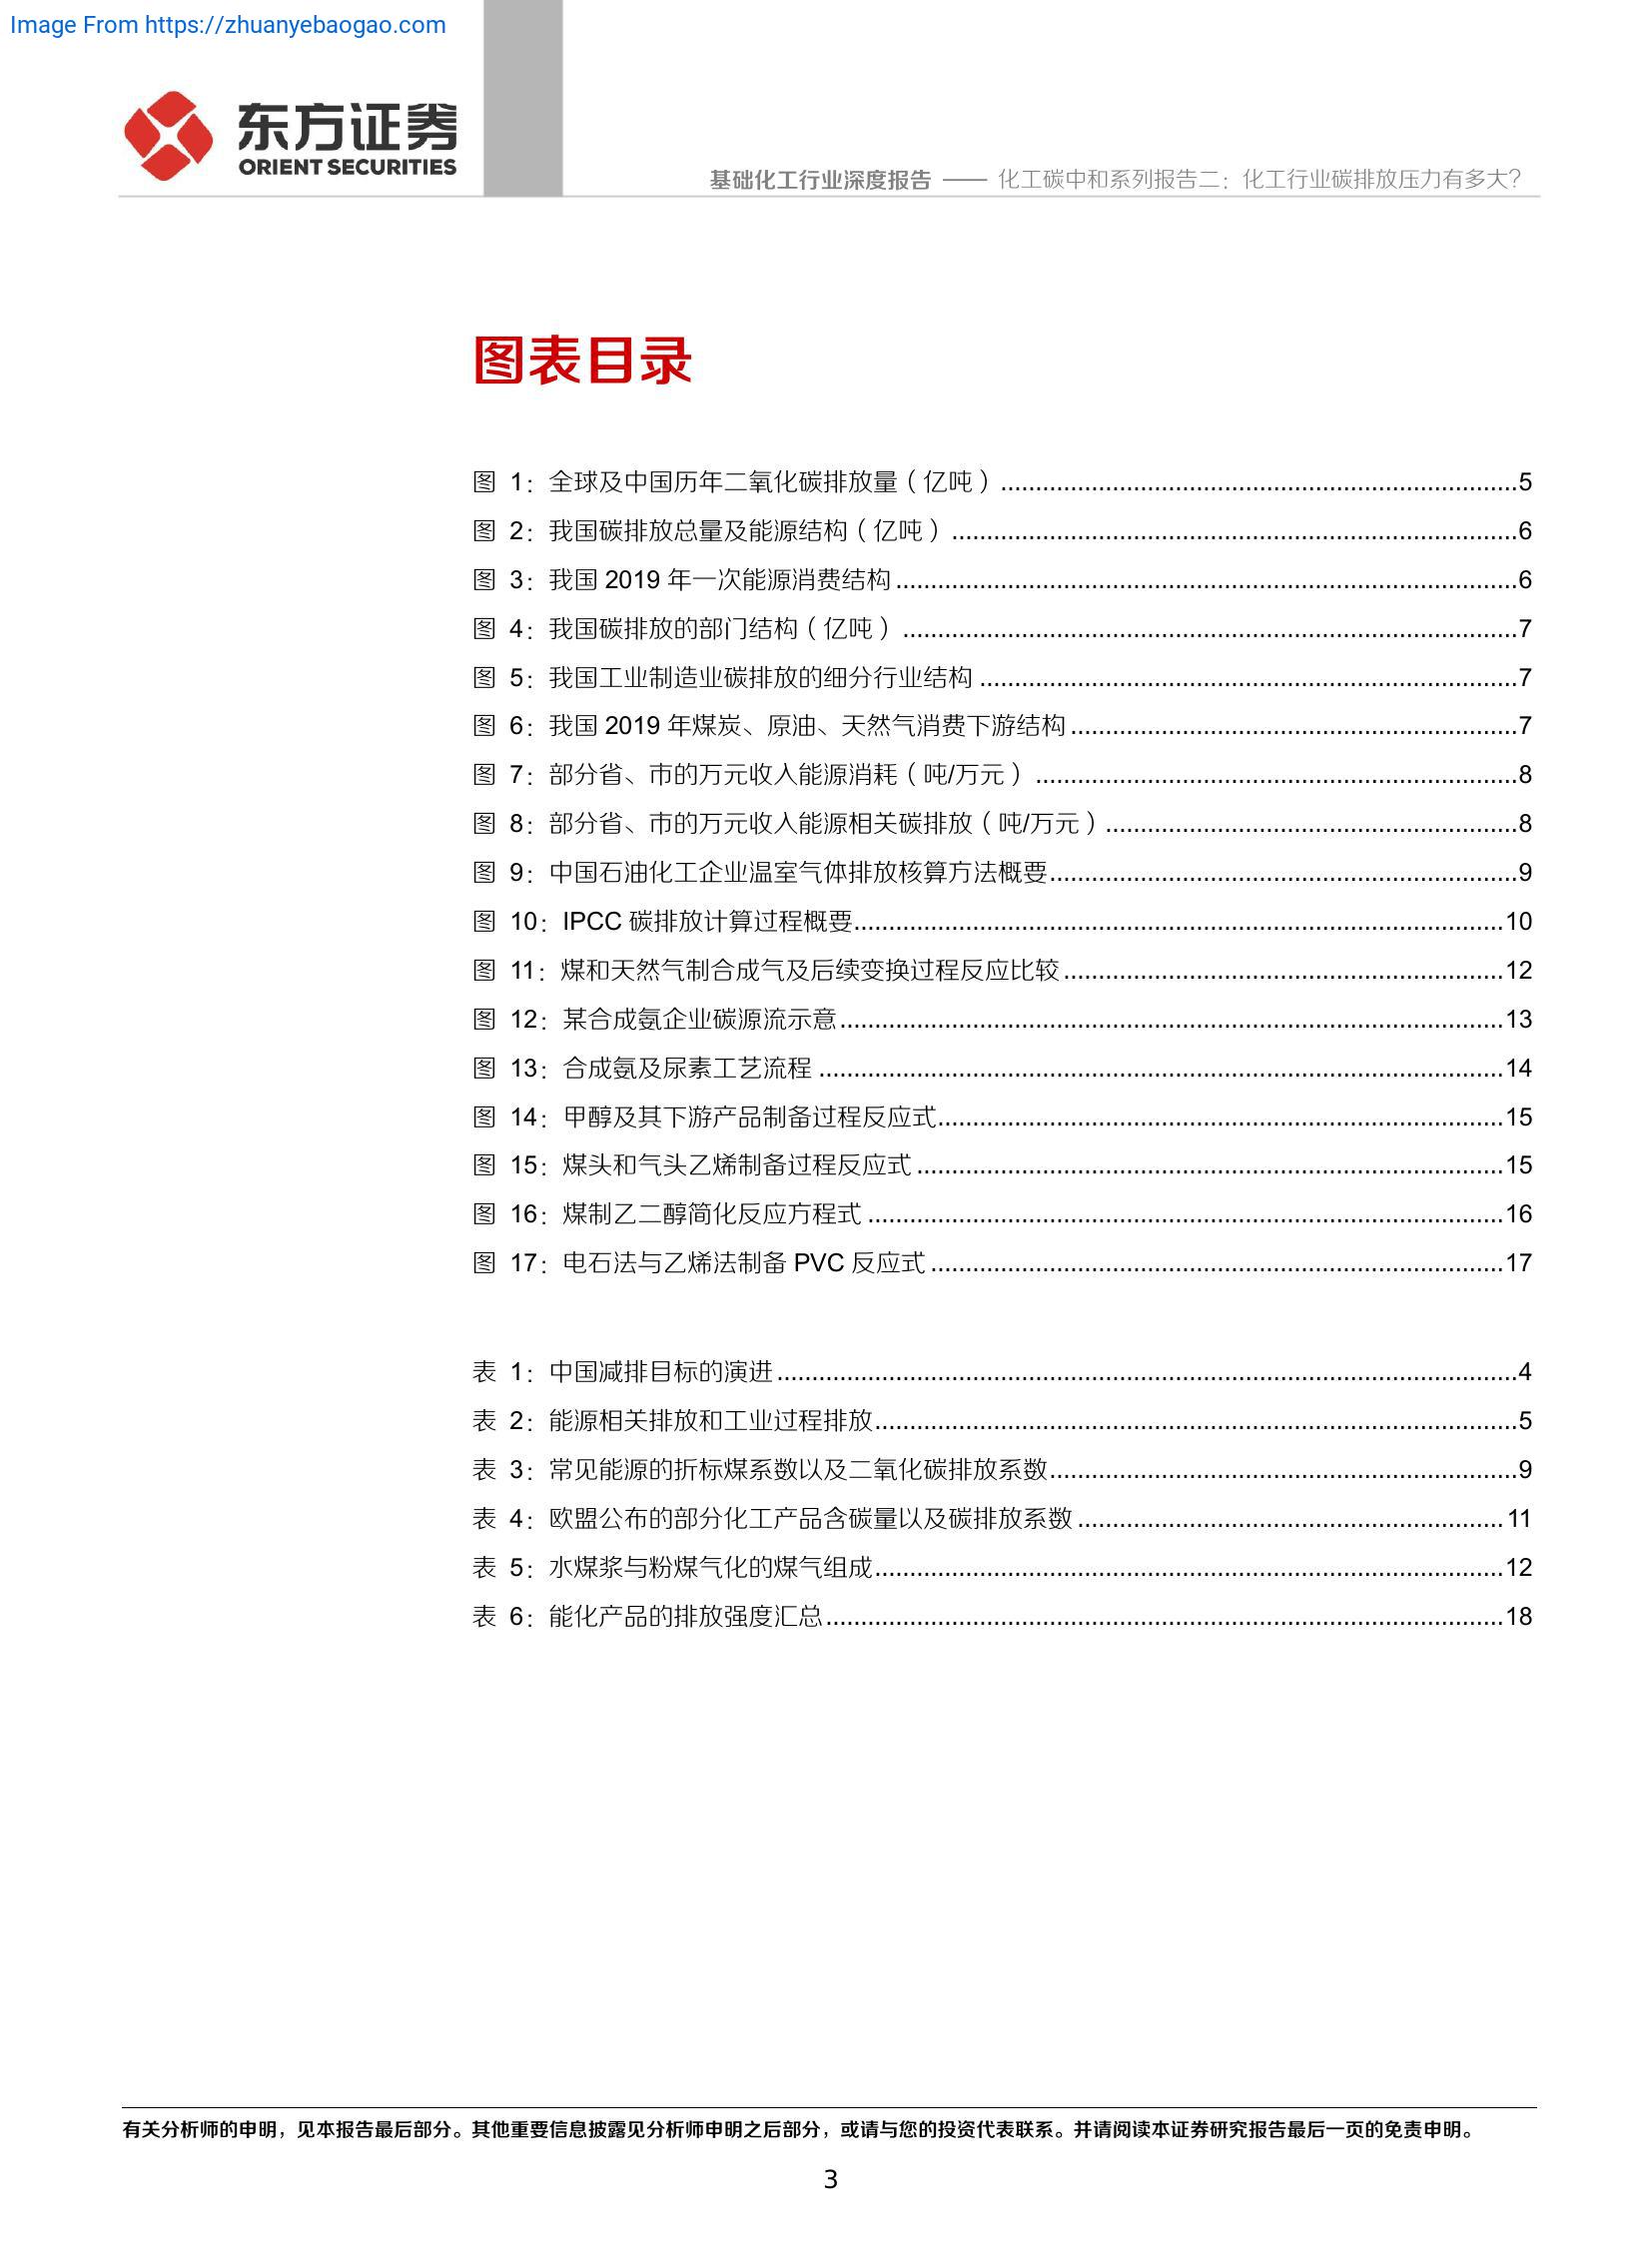 Image From https://zhuanyebaogao.com
东方证券
ORIENT SECURITIES
基础化工行业深度报告 —— 化工碳中和系列报告二：化工行业碳排放压力有多大？
图表目录
图 1：全球及中国历年二氧化碳排放量（亿吨）...........................................................................5
图 2：我国碳排放总量及能源结构（亿吨）..................................................................................6
图 3：我国 2019 年一次能源消费结构..........................................................................................6
图 4：我国碳排放的部门结构（亿吨）.........................................................................................7
图 5：我国工业制造业碳排放的细分行业结构..............................................................................7
图 6：我国 2019 年煤炭、原油、天然气消费下游结构.................................................................7
图 7：部分省、市的万元收入能源消耗（吨/万元）......................................................................8
图 8：部分省、市的万元收入能源相关碳排放（吨/万元）............................................................8
图 9：中国石油化工企业温室气体排放核算方法概要....................................................................9
图 10：IPCC 碳排放计算过程概要..............................................................................................10
图 11：煤和天然气制合成气及后续变换过程反应比较................................................................12
图 12：某合成氨企业碳源流示意................................................................................................13
图 13：合成氨及尿素工艺流程...................................................................................................14
图 14：甲醇及其下游产品制备过程反应式..................................................................................15
图 15：煤头和气头乙烯制备过程反应式.....................................................................................15
图 16：煤制乙二醇简化反应方程式............................................................................................16
图 17：电石法与乙烯法制备 PVC 反应式...................................................................................17
表 1：中国减排目标的演进...........................................................................................................4
表 2：能源相关排放和工业过程排放.............................................................................................5
表 3：常见能源的折标煤系数以及二氧化碳排放系数....................................................................9
表 4：欧盟公布的部分化工产品含碳量以及碳排放系数..............................................................11
表 5：水煤浆与粉煤气化的煤气组成...........................................................................................12
表 6：能化产品的排放强度汇总..................................................................................................18
有关分析师的申明，见本报告最后部分。其他重要信息披露见分析师申明之后部分，或请与您的投资代表联系。并请阅读本证券研究报告最后一页的免责申明。
3